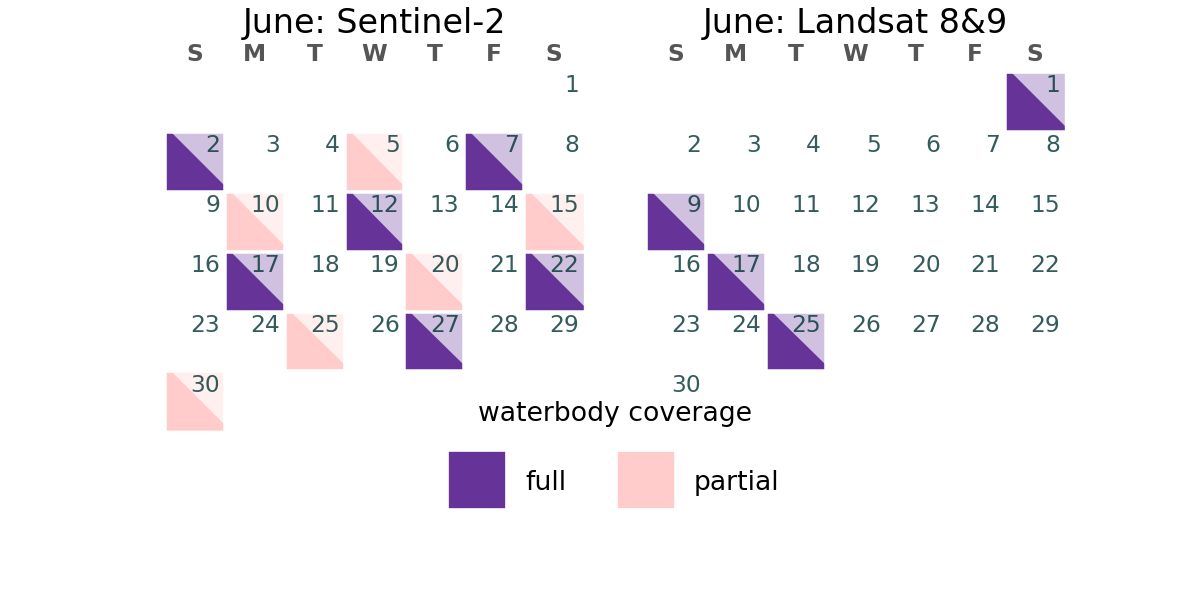 June: Sentinel-2
S M T W T F S
1
2 3 4 5 6 7 8
9 10 11 12 13 14 15
16 17 18 19 20 21 22
23 24 25 26 27 28 29
30
June: Landsat 8&9
S M T W T F S
1
2 3 4 5 6 7 8
9 10 11 12 13 14 15
16 17 18 19 20 21 22
23 24 25 26 27 28 29
30
waterbody coverage
full partial